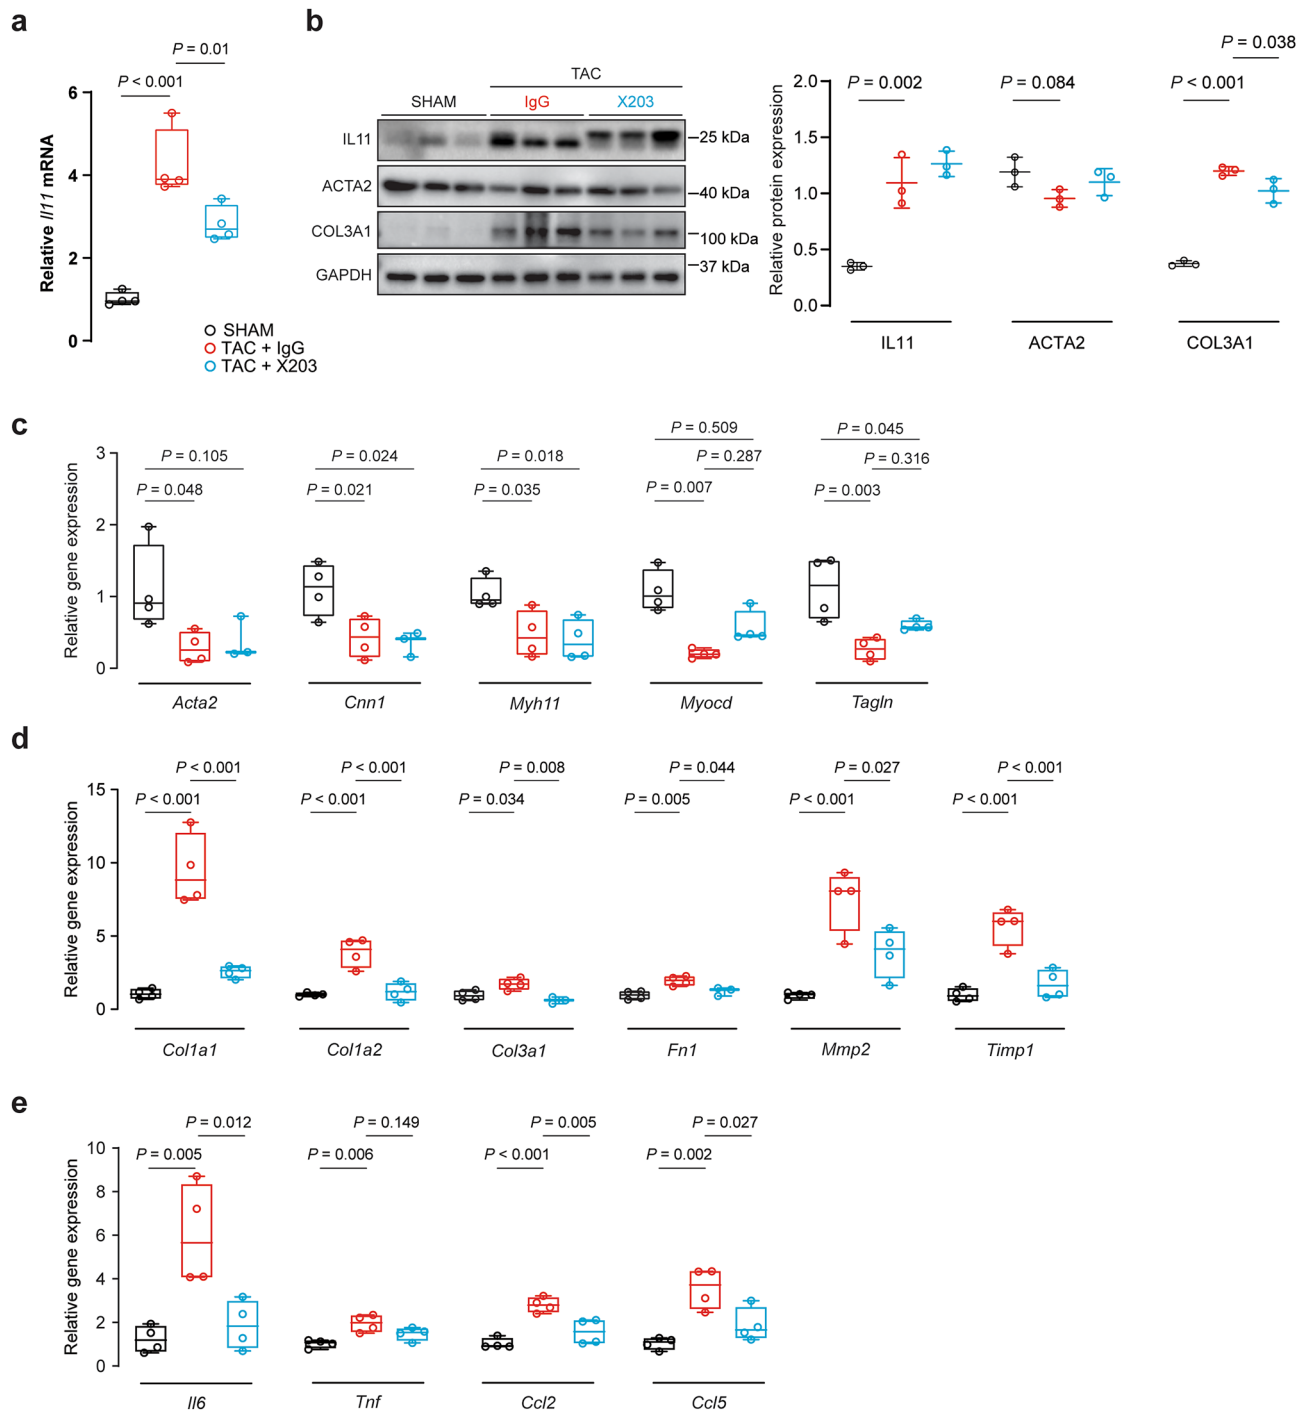 a
P = 0.01
P < 0.001
6
4
2
0
Relative Il11 mRNA
SHAM
TAC + IgG
TAC + X203
b
TAC
SHAM
IgG
X203
IL11
25 kDa
ACTA2
40 kDa
COL3A1
100 kDa
GAPDH
37 kDa
P = 0.038
P = 0.002
P = 0.084
P < 0.001
2.0
1.5
1.0
0.5
0.0
Relative protein expression
IL11
ACTA2
COL3A1
c
P = 0.509
P = 0.045
P = 0.105
P = 0.024
P = 0.018
P = 0.287
P = 0.316
P = 0.048
P = 0.021
P = 0.035
P = 0.007
P = 0.003
3
2
1
0
Relative gene expression
Acta2
Cnn1
Myh11
Myocd
Tagln
d
P < 0.001
P < 0.001
P = 0.008
P = 0.044
P = 0.027
P < 0.001
P < 0.001
P < 0.001
P = 0.034
P = 0.005
P < 0.001
P < 0.001
15
10
5
0
Relative gene expression
Col1a1
Col1a2
Col3a1
Fn1
Mmp2
Timp1
e
P = 0.012
P = 0.149
P = 0.005
P = 0.027
P = 0.005
P = 0.006
P < 0.001
P = 0.002
10
8
6
4
2
0
Relative gene expression
Il6
Tnf
Ccl2
Ccl5